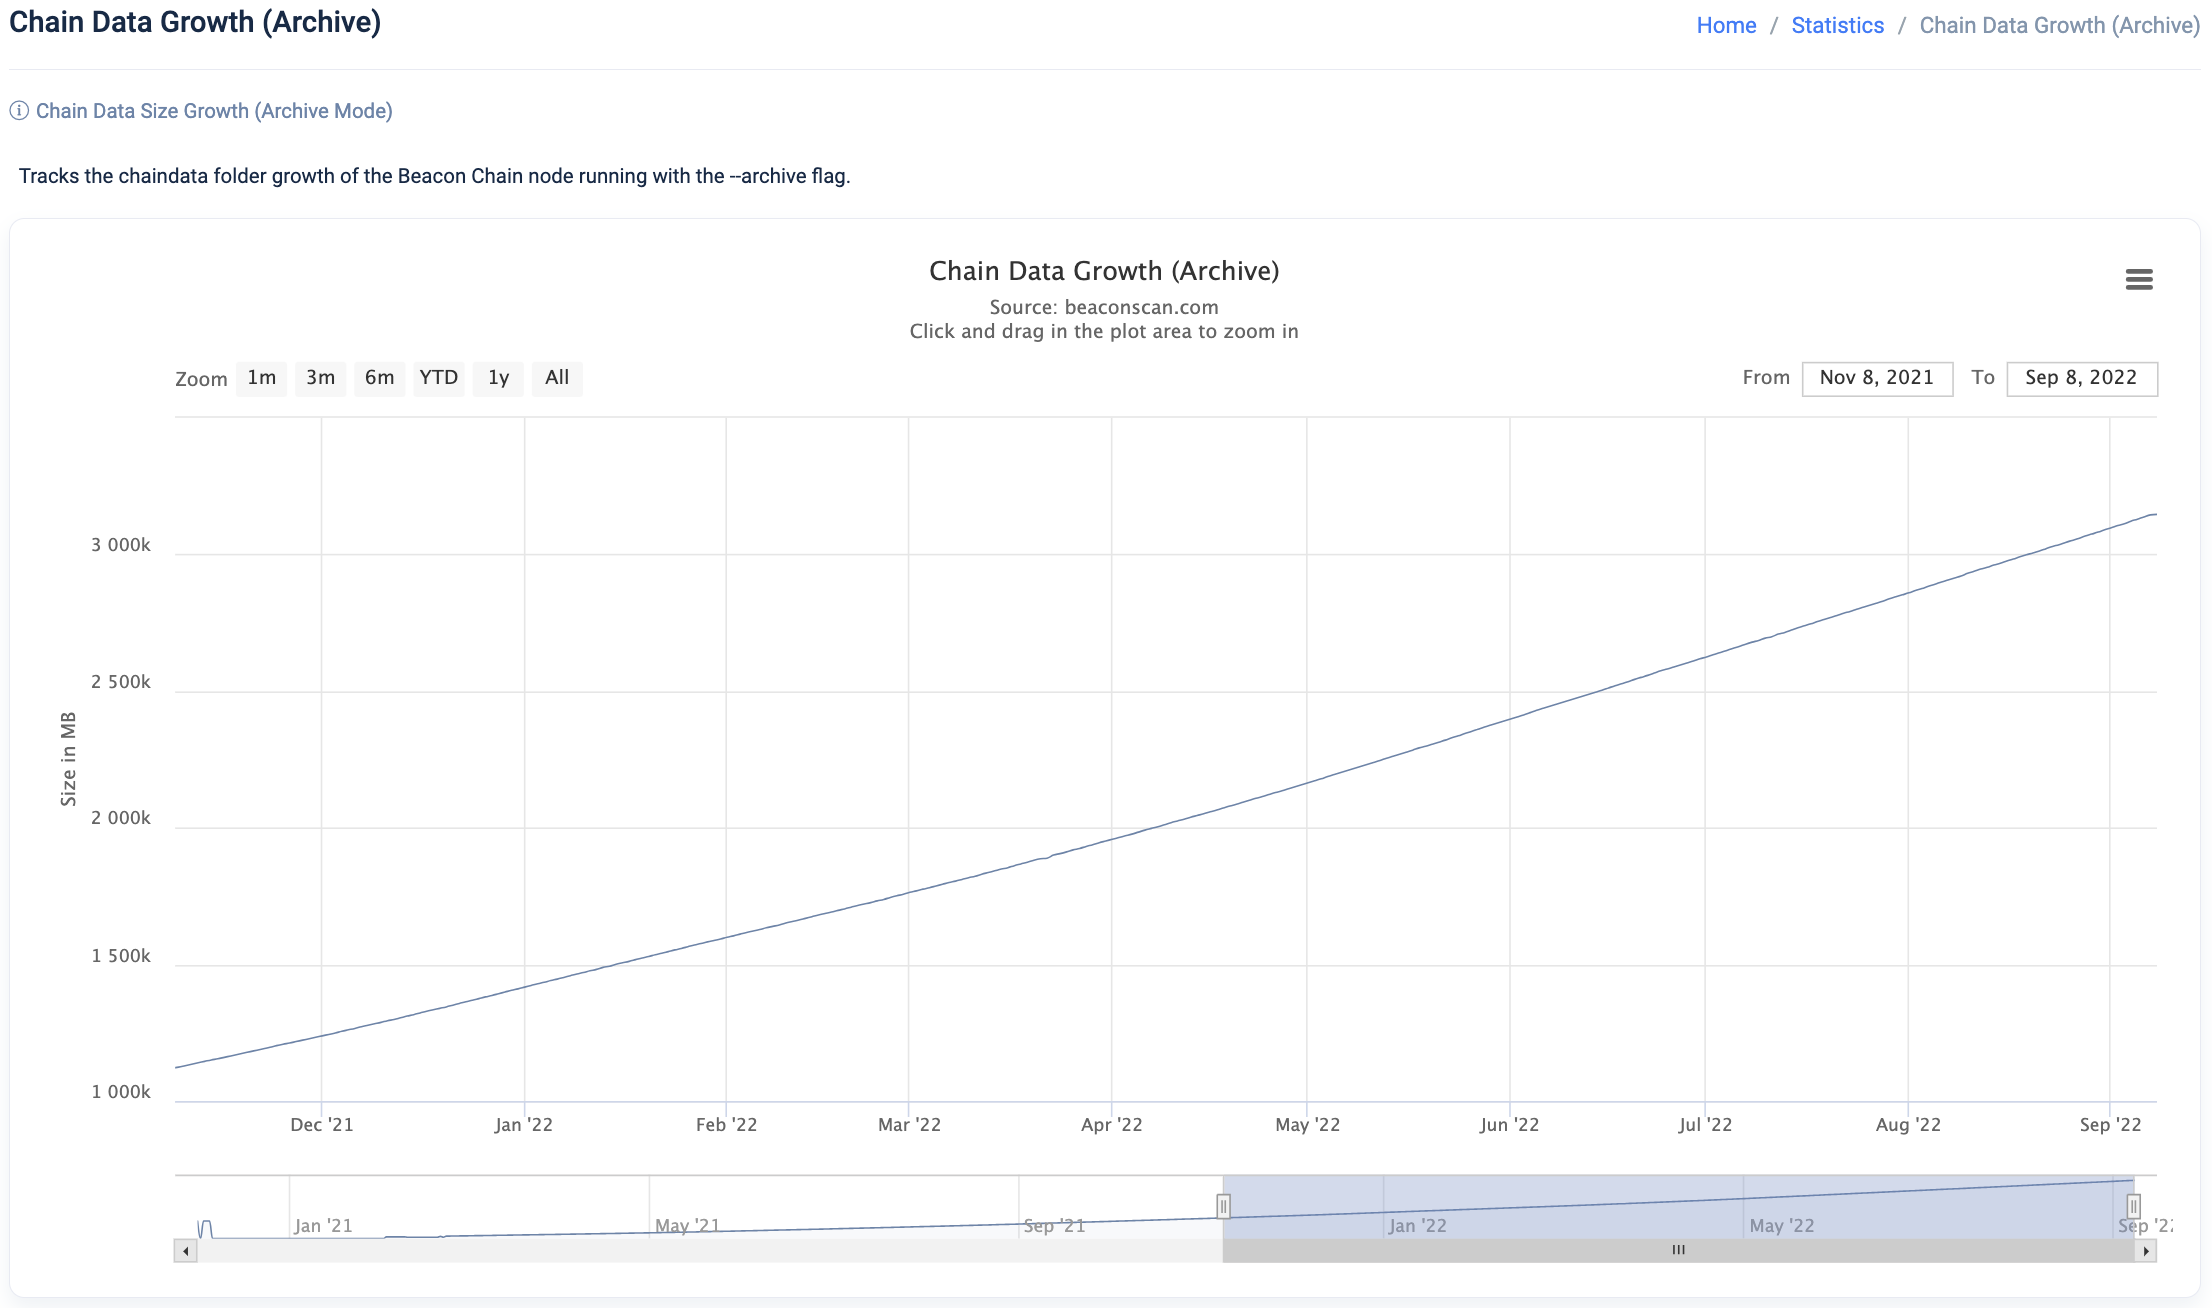 Chain Data Growth (Archive)
Home / Statistics / Chain Data Growth (Archive)
Chain Data Size Growth (Archive Mode)
Tracks the chaindata folder growth of the Beacon Chain node running with the --archive flag.
Chain Data Growth (Archive)
Source: beaconscan.com
Click and drag in the plot area to zoom in
Zoom 1m 3m 6m YTD 1y All
From Nov 8, 2021 To Sep 8, 2022
3 000k
2 500k
2 000k
1 500k
1 000k
Size in MB
Dec '21 Jan '22 Feb '22 Mar '22 Apr '22 May '22 Jun '22 Jul '22 Aug '22 Sep '22
Jan '21 May '21 Sep '21 Jan '22 May '22 Sep '22